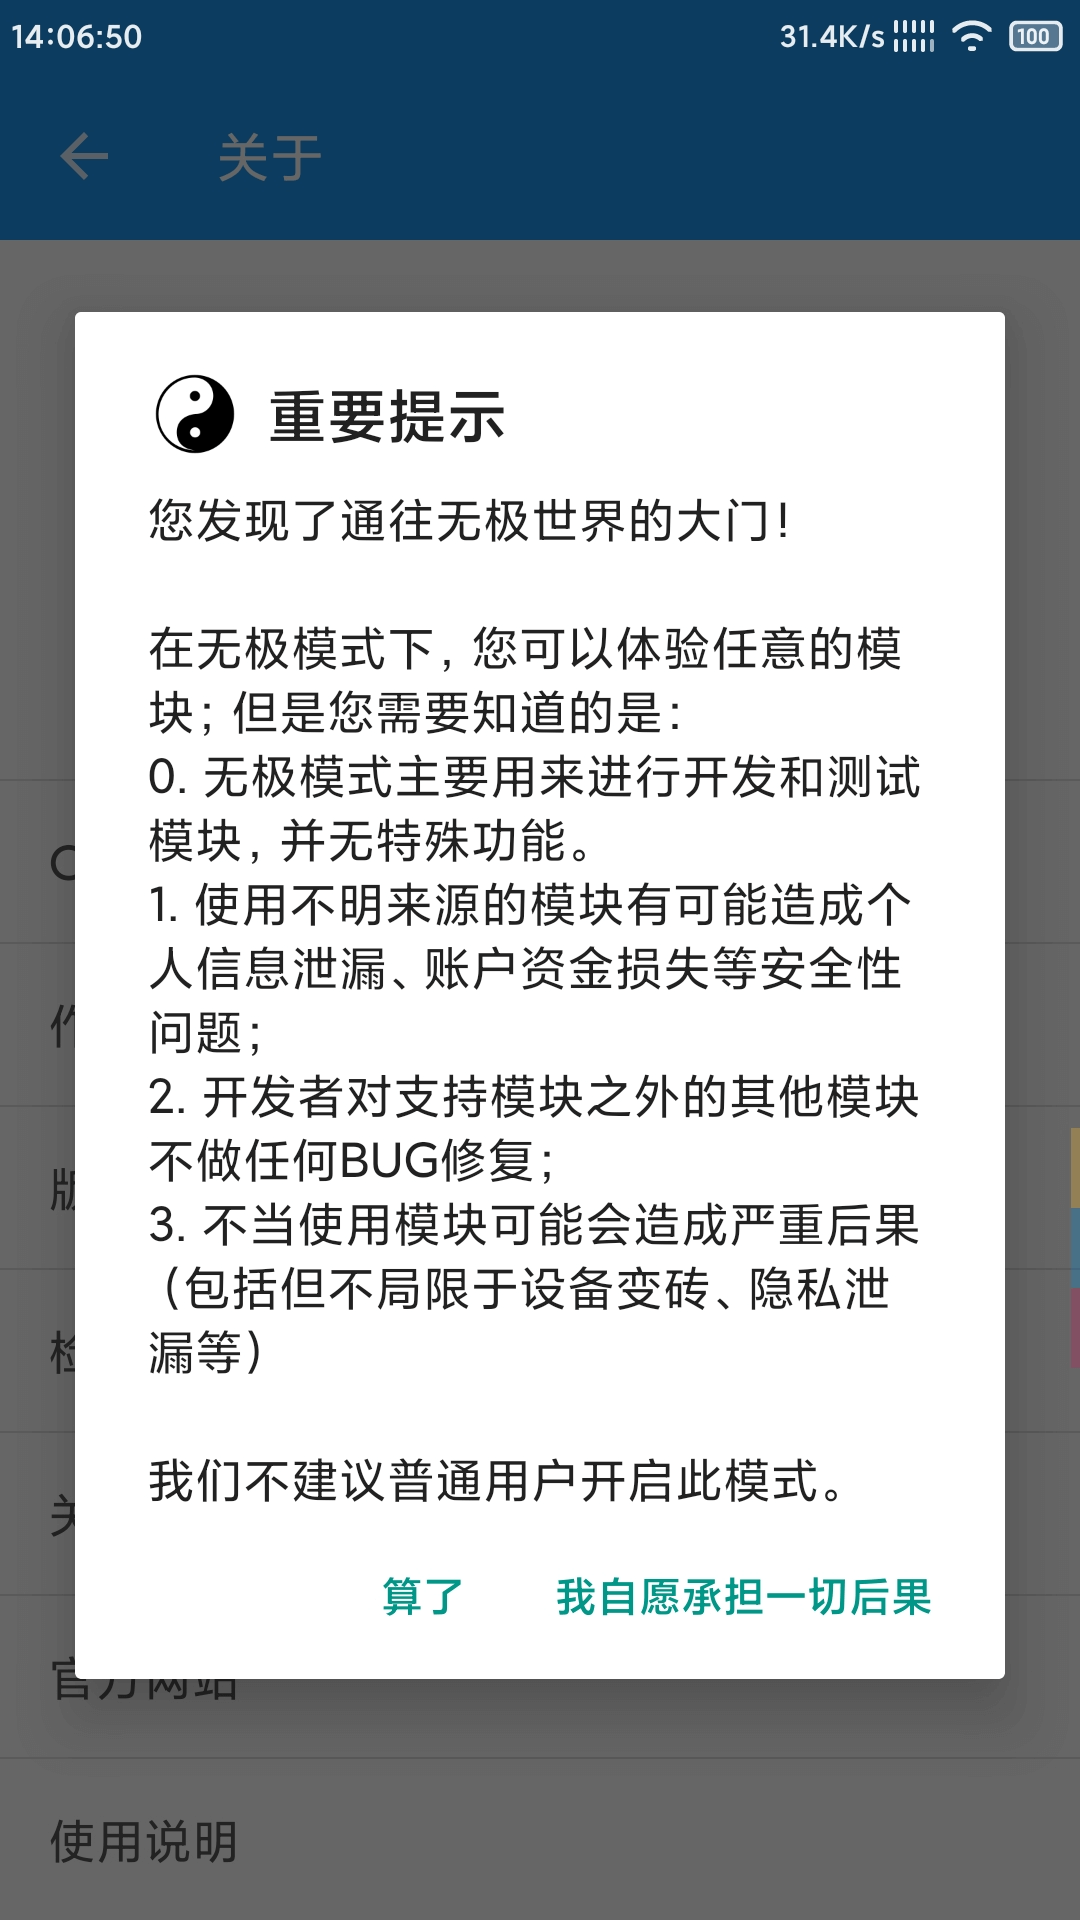 14:06:50
31.4K/s
100
关于
重要提示
您发现了通往无极世界的大门！
在无极模式下，您可以体验任意的模
块；但是您需要知道的是：
0. 无极模式主要用来进行开发和测试
模块，并无特殊功能。
1. 使用不明来源的模块有可能造成个
人信息泄漏、账户资金损失等安全性
问题；
2. 开发者对支持模块之外的其他模块
不做任何BUG修复；
3. 不当使用模块可能会造成严重后果
（包括但不局限于设备变砖、隐私泄
漏等）
我们不建议普通用户开启此模式。
算了
我自愿承担一切后果
官方网站
使用说明